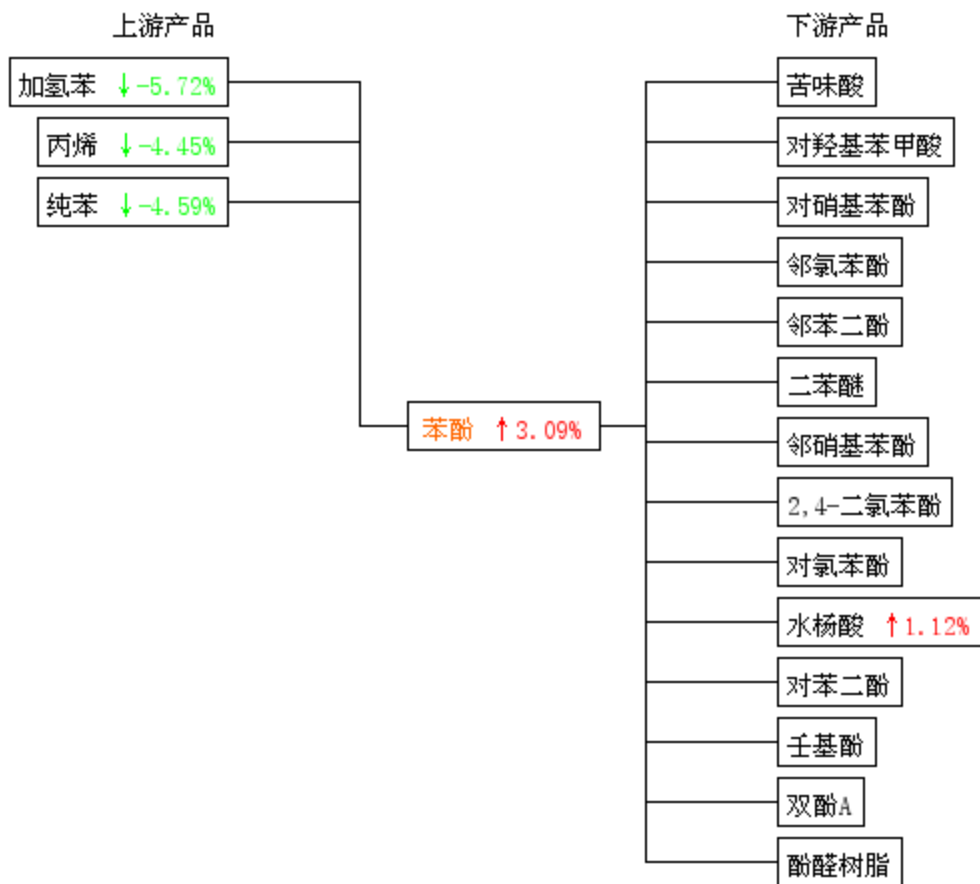 上游产品
加氢苯 ↓-5.72%
丙烯 ↓-4.45%
纯苯 ↓-4.59%
苯酚 ↑3.09%
下游产品
苦味酸
对羟基苯甲酸
对硝基苯酚
邻氯苯酚
邻苯二酚
二苯醚
邻硝基苯酚
2,4-二氯苯酚
对氯苯酚
水杨酸 ↑1.12%
对苯二酚
壬基酚
双酚A
酚醛树脂